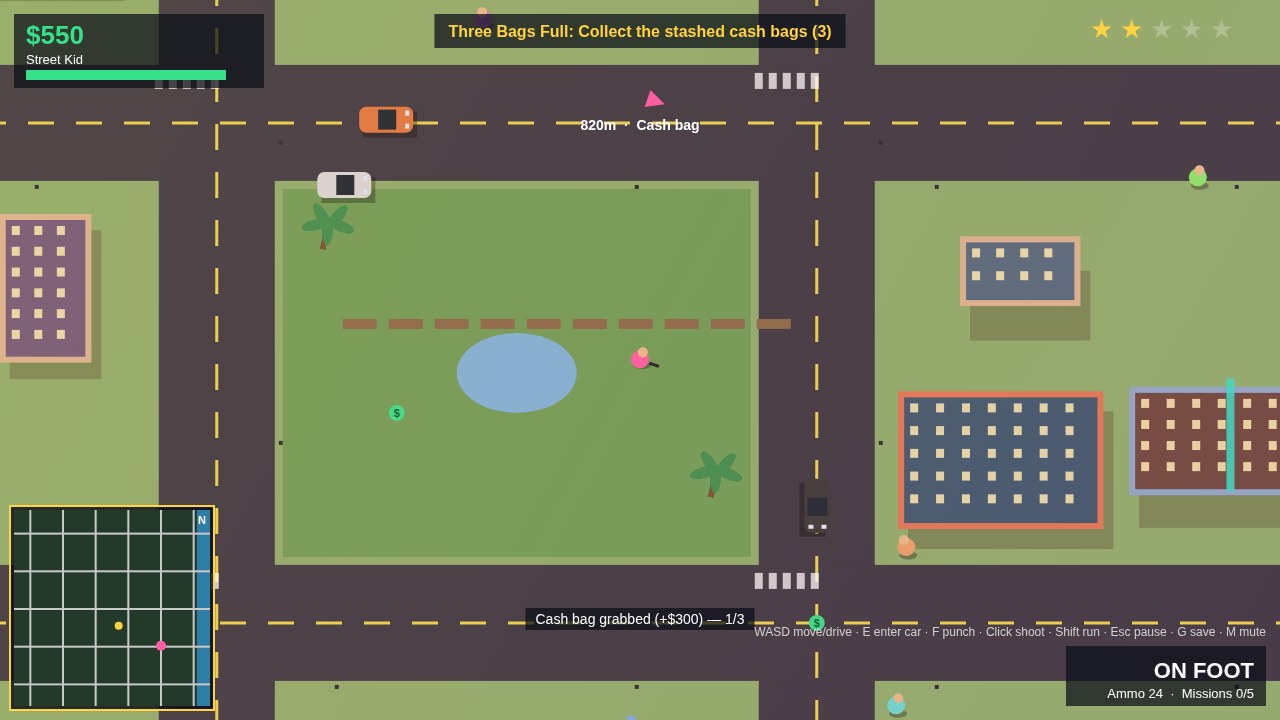 $550
Street Kid
Three Bags Full: Collect the stashed cash bags (3)
820m · Cash bag
$
N
Cash bag grabbed (+$300) — 1/3
$
WASD move/drive · E enter car · F punch · Click shoot · Shift run · Esc pause · G save · M mute
ON FOOT
Ammo 24 · Missions 0/5